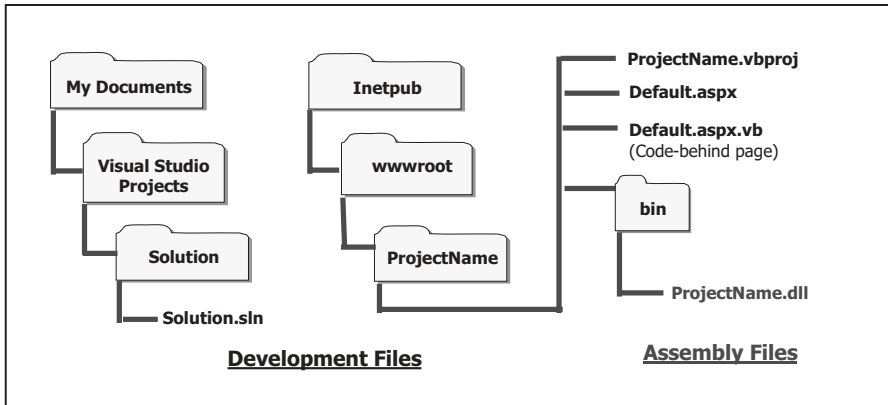 My Documents
Visual Studio
Projects
Solution
Solution.sln
Inetpub
wwwroot
ProjectName
ProjectName.vbproj
Default.aspx
Default.aspx.vb
(Code-behind page)
bin
ProjectName.dll
Development Files
Assembly Files